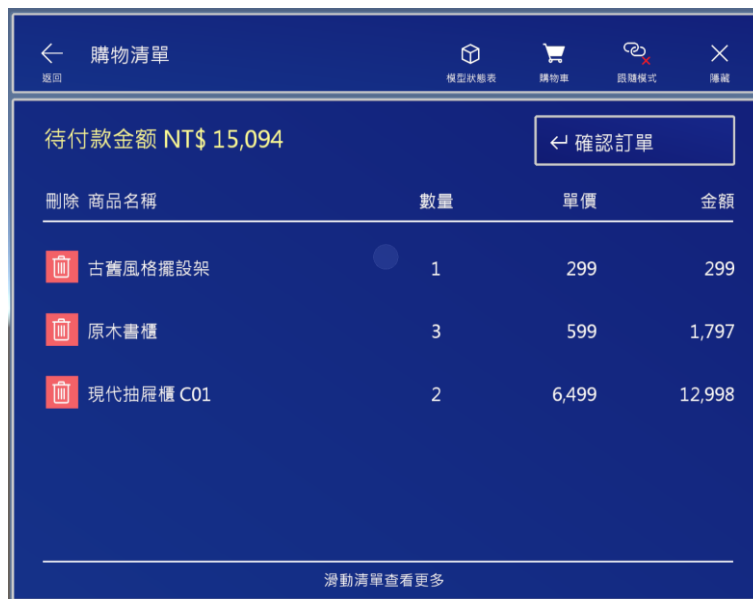 購物清單
返回 模型狀態表 購物車 跟隨模式 隱藏
待付款金額 NT$ 15,094
確認訂單
刪除 商品名稱 數量 單價 金額
古舊風格擺設架 1 299 299
原木書櫃 3 599 1,797
現代抽屜櫃 C01 2 6,499 12,998
滑動清單查看更多